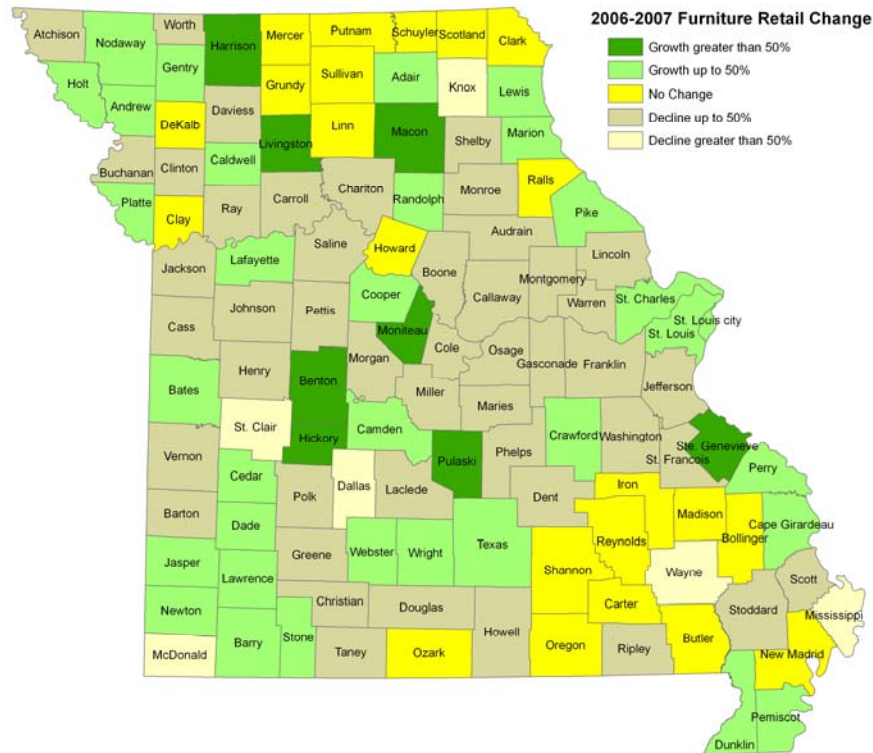 2006-2007 Furniture Retail Change
Growth greater than 50%
Growth up to 50%
No Change
Decline up to 50%
Decline greater than 50%
Atchison
Worth
Nodaway
Harrison
Mercer
Putnam
Schuyler
Scotland
Clark
Gentry
Holt
Sullivan
Adair
Knox
Lewis
Andrew
Grundy
Daviess
DeKalb
Linn
Macon
Shelby
Marion
Livingston
Buchanan
Clinton
Caldwell
Chariton
Randolph
Monroe
Ralls
Platte
Clay
Ray
Carroll
Pike
Audrain
Saline
Howard
Lincoln
Jackson
Lafayette
Boone
Callaway
Montgomery
Warren
St. Charles
St. Louis city
St. Louis
Johnson
Pettis
Cooper
Moniteau
Cass
Cole
Osage
Gasconade
Franklin
Morgan
Henry
Benton
Miller
Jefferson
Bates
Maries
St. Clair
Hickory
Camden
Crawford
Washington
Ste. Genevieve
Vernon
Pulaski
Phelps
St. Francois
Perry
Cedar
Polk
Dallas
Laclede
Dent
Iron
Barton
Dade
Madison
Cape Girardeau
Bollinger
Reynolds
Jasper
Greene
Webster
Wright
Texas
Shannon
Wayne
Lawrence
Scott
Newton
Christian
Douglas
Carter
Stoddard
Mississippi
McDonald
Barry
Stone
Taney
Ozark
Howell
Oregon
Ripley
Butler
New Madrid
Pemiscot
Dunklin